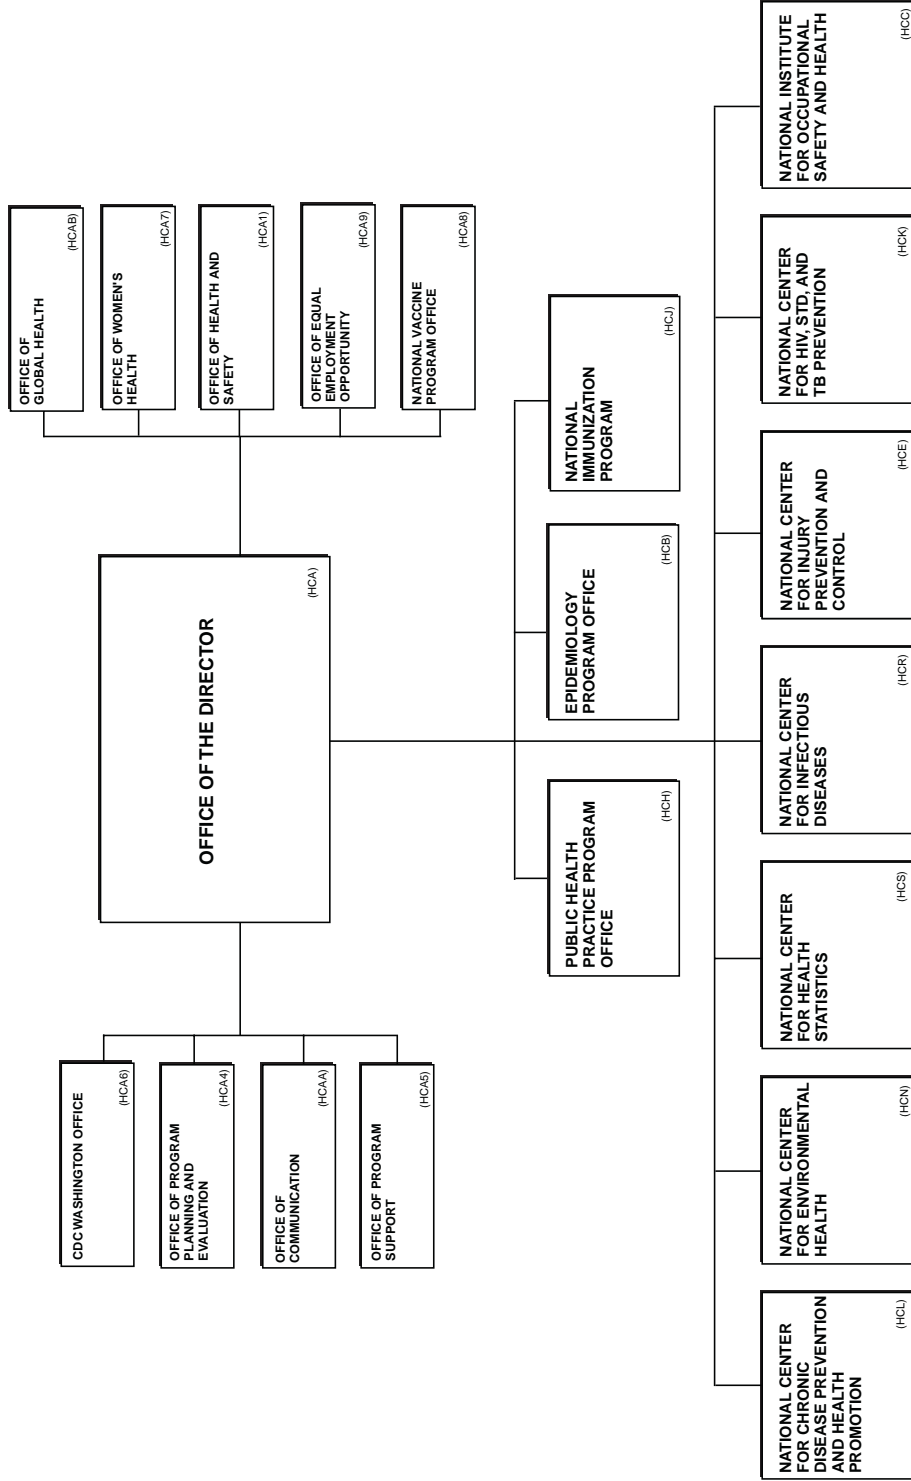 OFFICE OF THE DIRECTOR
(HCA)
CDC WASHINGTON OFFICE
(HCA6)
OFFICE OF PROGRAM
PLANNING AND
EVALUATION
(HCA4)
OFFICE OF
COMMUNICATION
(HCAA)
OFFICE OF PROGRAM
SUPPORT
(HCA5)
OFFICE OF
GLOBAL HEALTH
(HCAB)
OFFICE OF WOMEN'S
HEALTH
(HCA7)
OFFICE OF HEALTH AND
SAFETY
(HCA1)
OFFICE OF EQUAL
EMPLOYMENT
OPPORTUNITY
(HCA9)
NATIONAL VACCINE
PROGRAM OFFICE
(HCA8)
PUBLIC HEALTH
PRACTICE PROGRAM
OFFICE
(HCH)
EPIDEMIOLOGY
PROGRAM OFFICE
(HCB)
NATIONAL
IMMUNIZATION
PROGRAM
(HCJ)
NATIONAL CENTER
FOR CHRONIC
DISEASE PREVENTION
AND HEALTH
PROMOTION
(HCL)
NATIONAL CENTER
FOR ENVIRONMENTAL
HEALTH
(HCN)
NATIONAL CENTER
FOR HEALTH
STATISTICS
(HCS)
NATIONAL CENTER
FOR INFECTIOUS
DISEASES
(HCR)
NATIONAL CENTER
FOR INJURY
PREVENTION AND
CONTROL
(HCE)
NATIONAL CENTER
FOR HIV, STD, AND
TB PREVENTION
(HCK)
NATIONAL INSTITUTE
FOR OCCUPATIONAL
SAFETY AND HEALTH
(HCC)